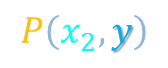 P(x₂, y)